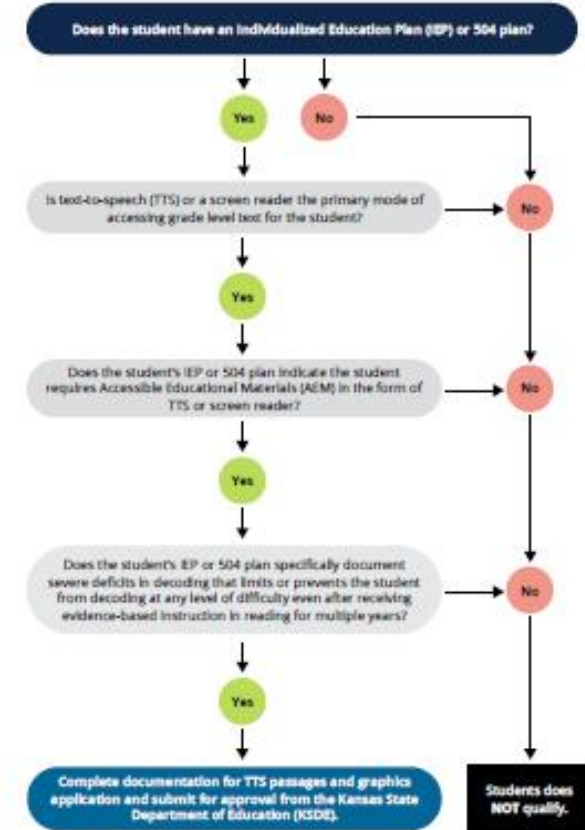 Does the student have an Individualized Education Plan (IEP) or 504 plan?
Yes
No
Is text-to-speech (TTS) or a screen reader the primary mode of
accessing grade level text for the student?
No
Yes
Does the student's IEP or 504 plan indicate the student
requires Accessible Educational Materials (AEM) in the form of
TTS or screen reader?
No
Yes
Does the student's IEP or 504 plan specifically document
severe deficits in decoding that limits or prevents the student
from decoding at any level of difficulty even after receiving
evidence-based instruction in reading for multiple years?
No
Yes
Complete documentation for TTS passages and graphics
application and submit for approval from the Kansas State
Department of Education (KSDE).
Students does
NOT qualify.